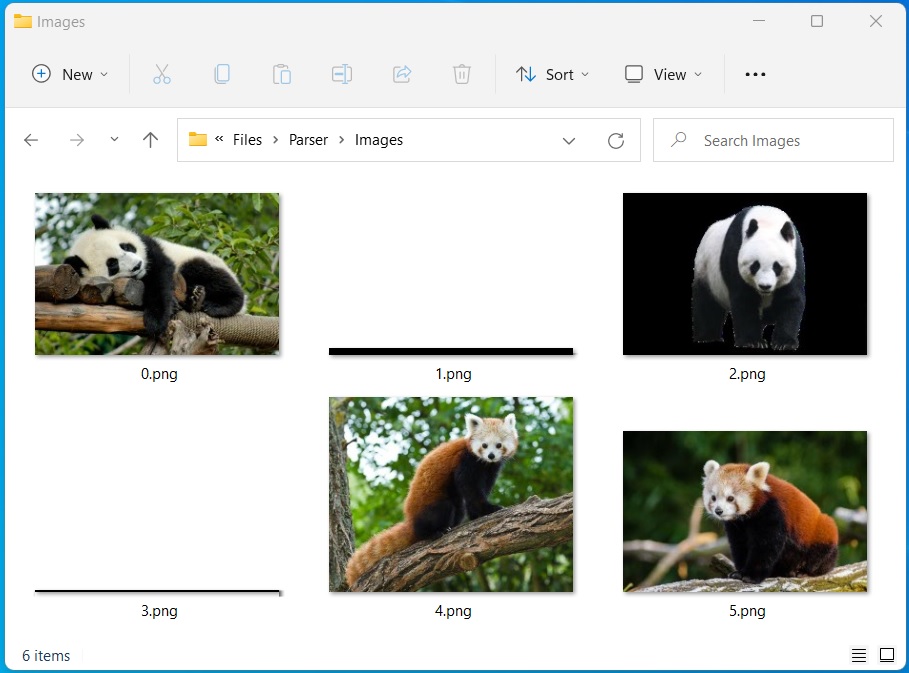 Images
New Sort View
« Files > Parser > Images Search Images
0.png 1.png 2.png
3.png 4.png 5.png
6 items